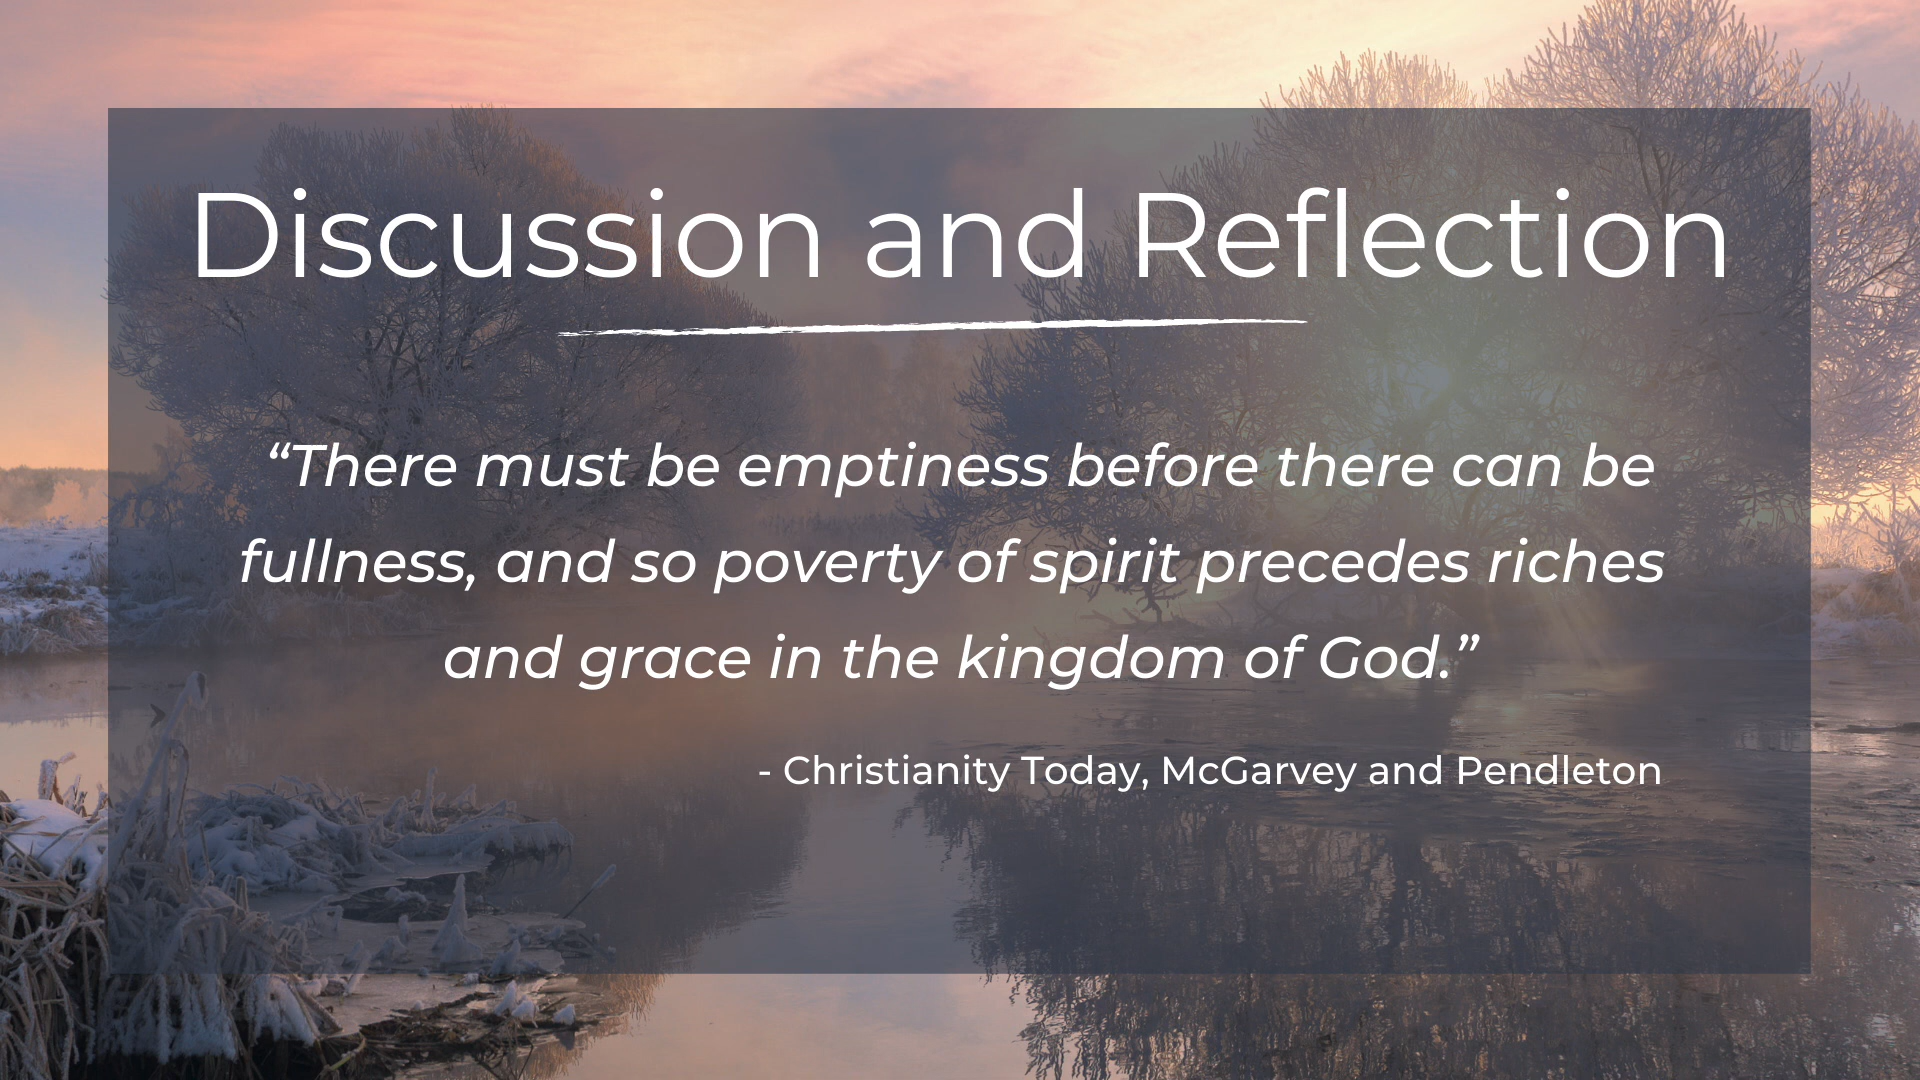 Discussion and Reflection
“There must be emptiness before there can be
fullness, and so poverty of spirit precedes riches
and grace in the kingdom of God.”
- Christianity Today, McGarvey and Pendleton